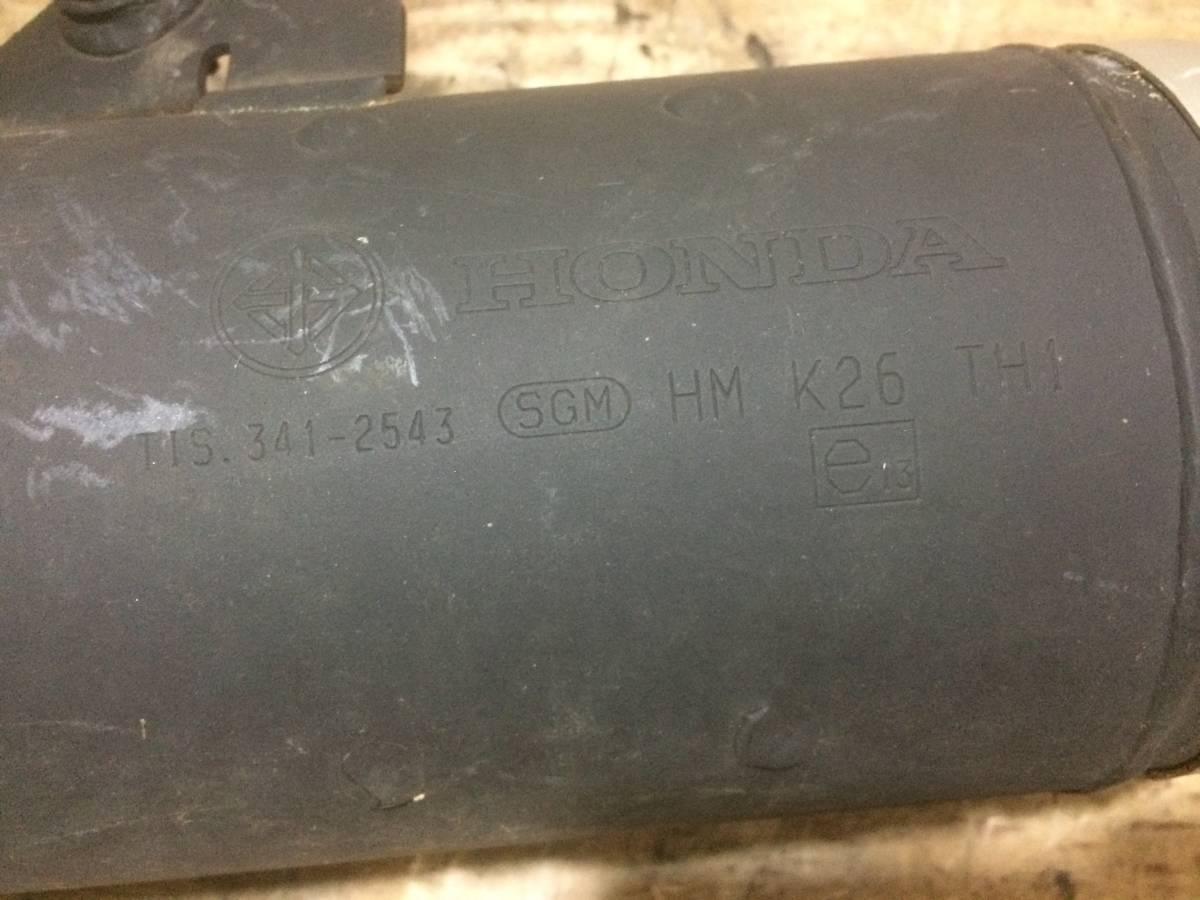 HONDA
TIS. 341-2543 SGM HM K26 TH1
e13